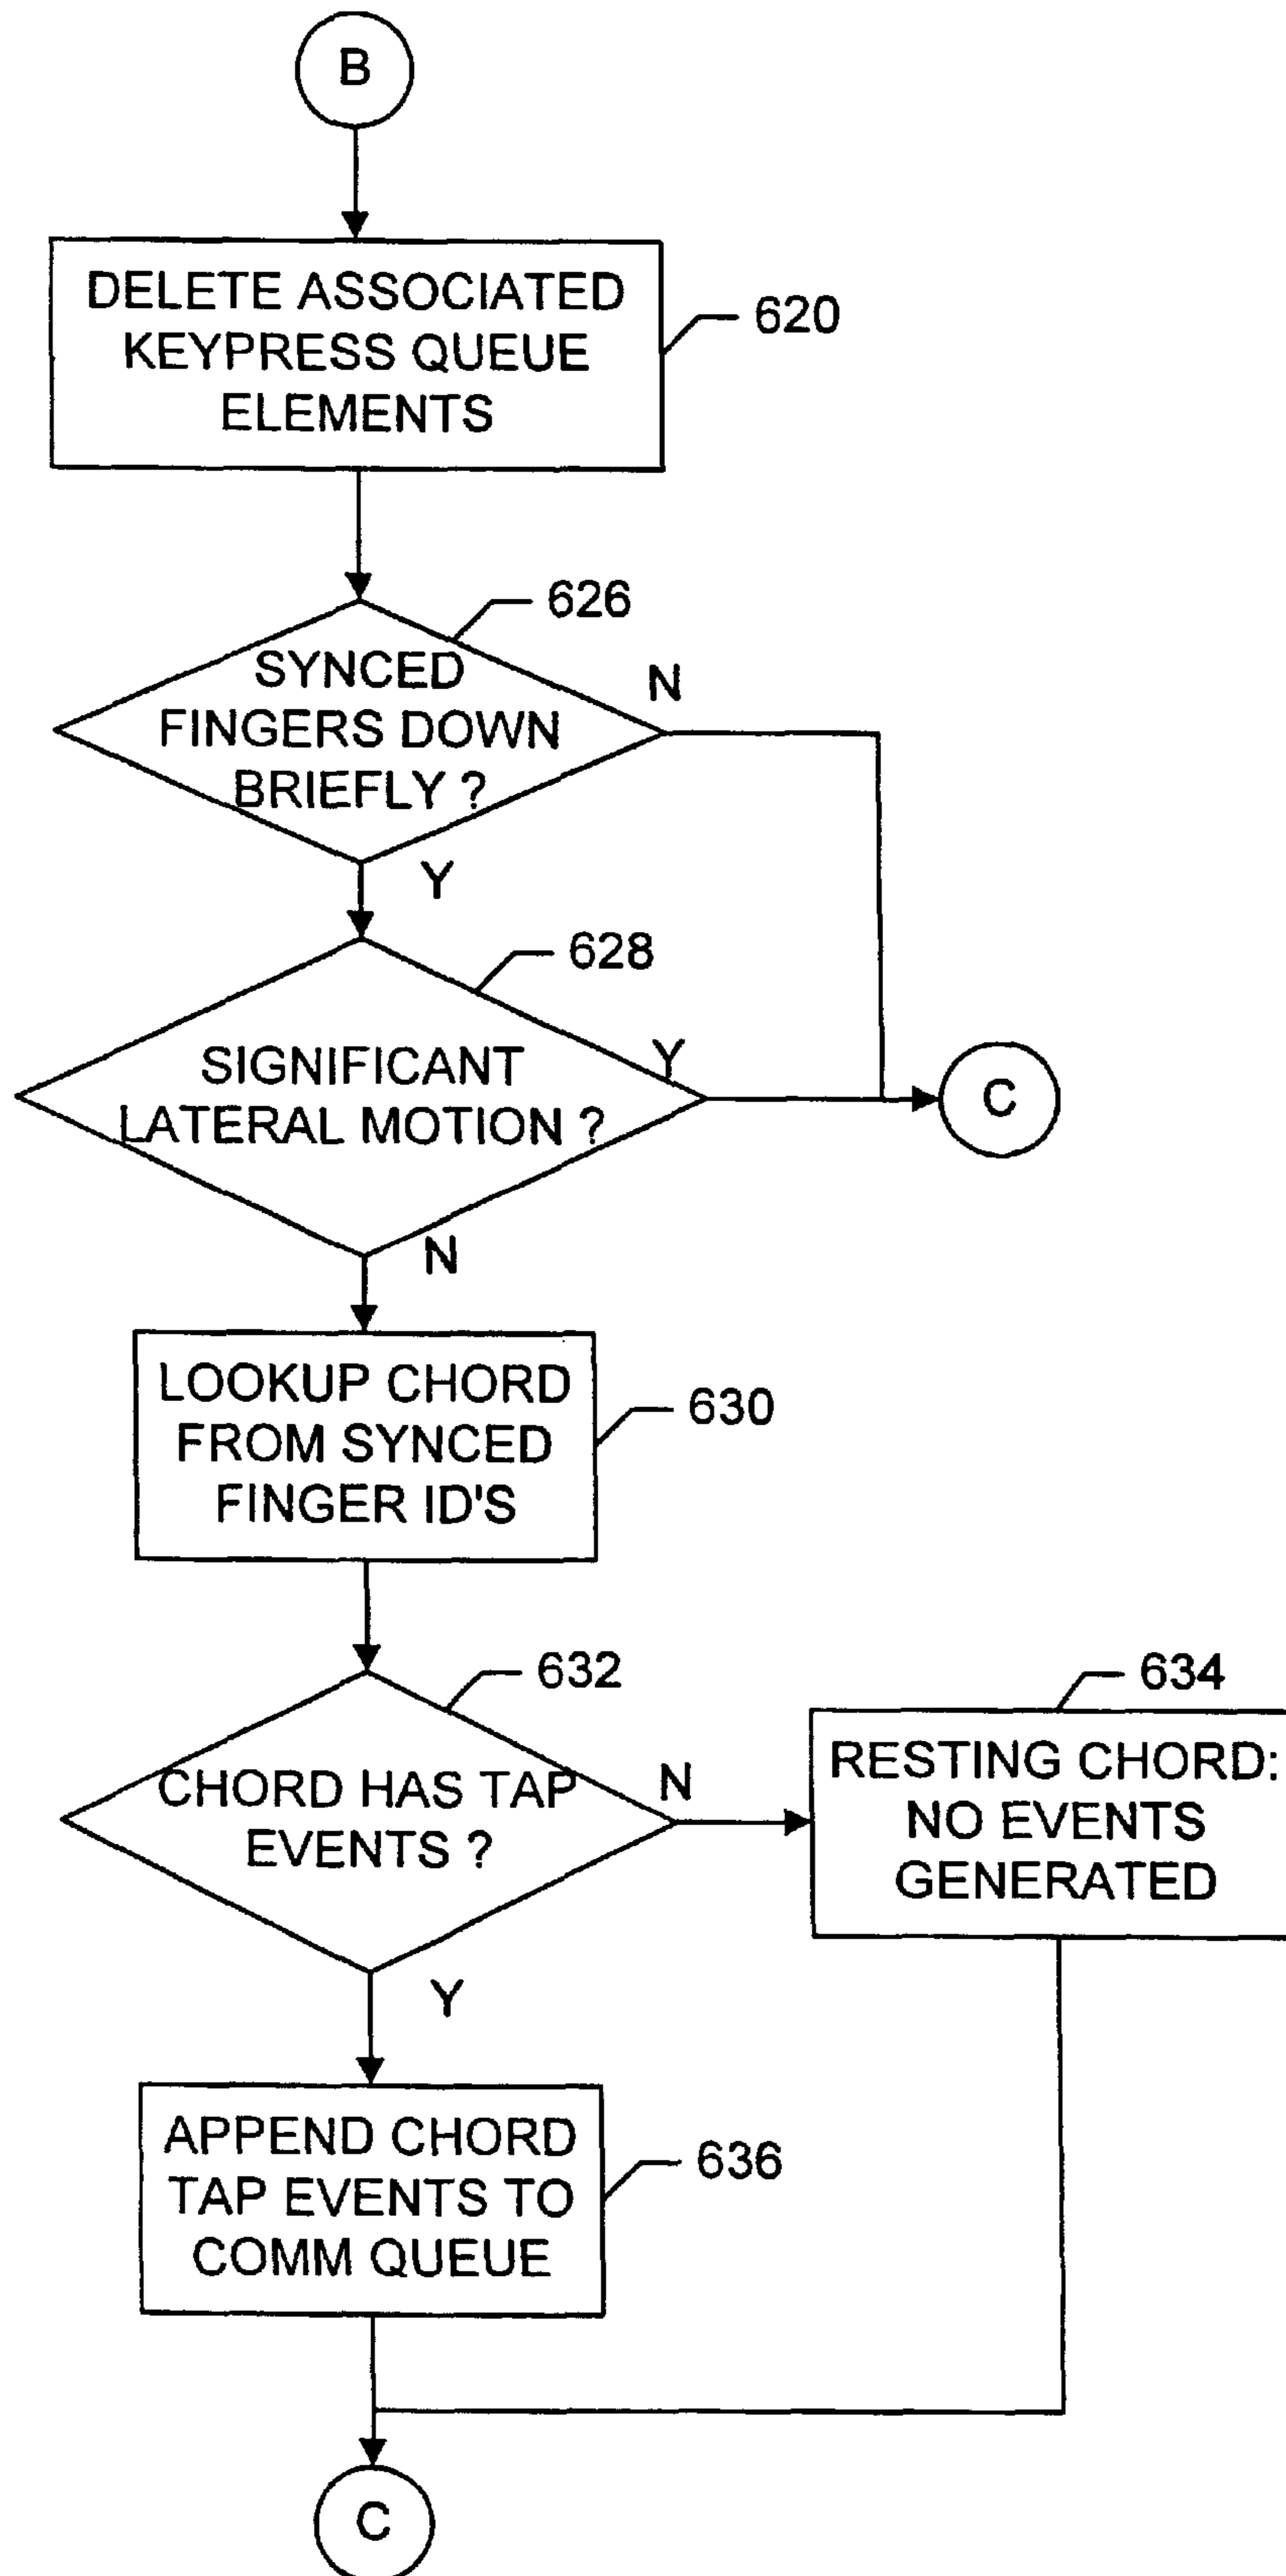 B
DELETE ASSOCIATED
KEYPRESS QUEUE
ELEMENTS
620
626
SYNCED
FINGERS DOWN
BRIEFLY ?
N
Y
628
SIGNIFICANT
LATERAL MOTION ?
Y
C
N
LOOKUP CHORD
FROM SYNCED
FINGER ID'S
630
632
CHORD HAS TAP
EVENTS ?
N
634
RESTING CHORD:
NO EVENTS
GENERATED
Y
APPEND CHORD
TAP EVENTS TO
COMM QUEUE
636
C